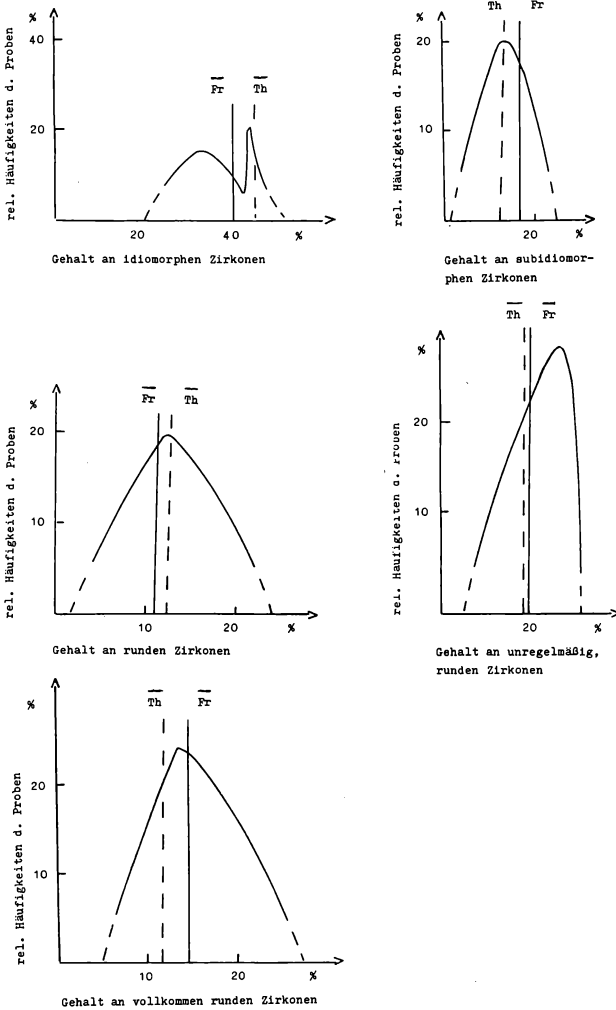 %
40
20
rel. Häufigkeiten d. Proben
Fr Th
20 40 %
Gehalt an idiomorphen Zirkonen
Th Fr
%
20
10
rel. Häufigkeiten d. Proben
20 %
Gehalt an subidiomor-
phen Zirkonen
Fr Th
%
20
10
rel. Häufigkeiten d. Proben
10 20 %
Gehalt an runden Zirkonen
Th Fr
%
20
10
rel. Häufigkeiten d. Proben
20 %
Gehalt an unregelmäßig,
runden Zirkonen
Th Fr
%
20
10
rel. Häufigkeiten d. Proben
10 20 %
Gehalt an vollkommen runden Zirkonen